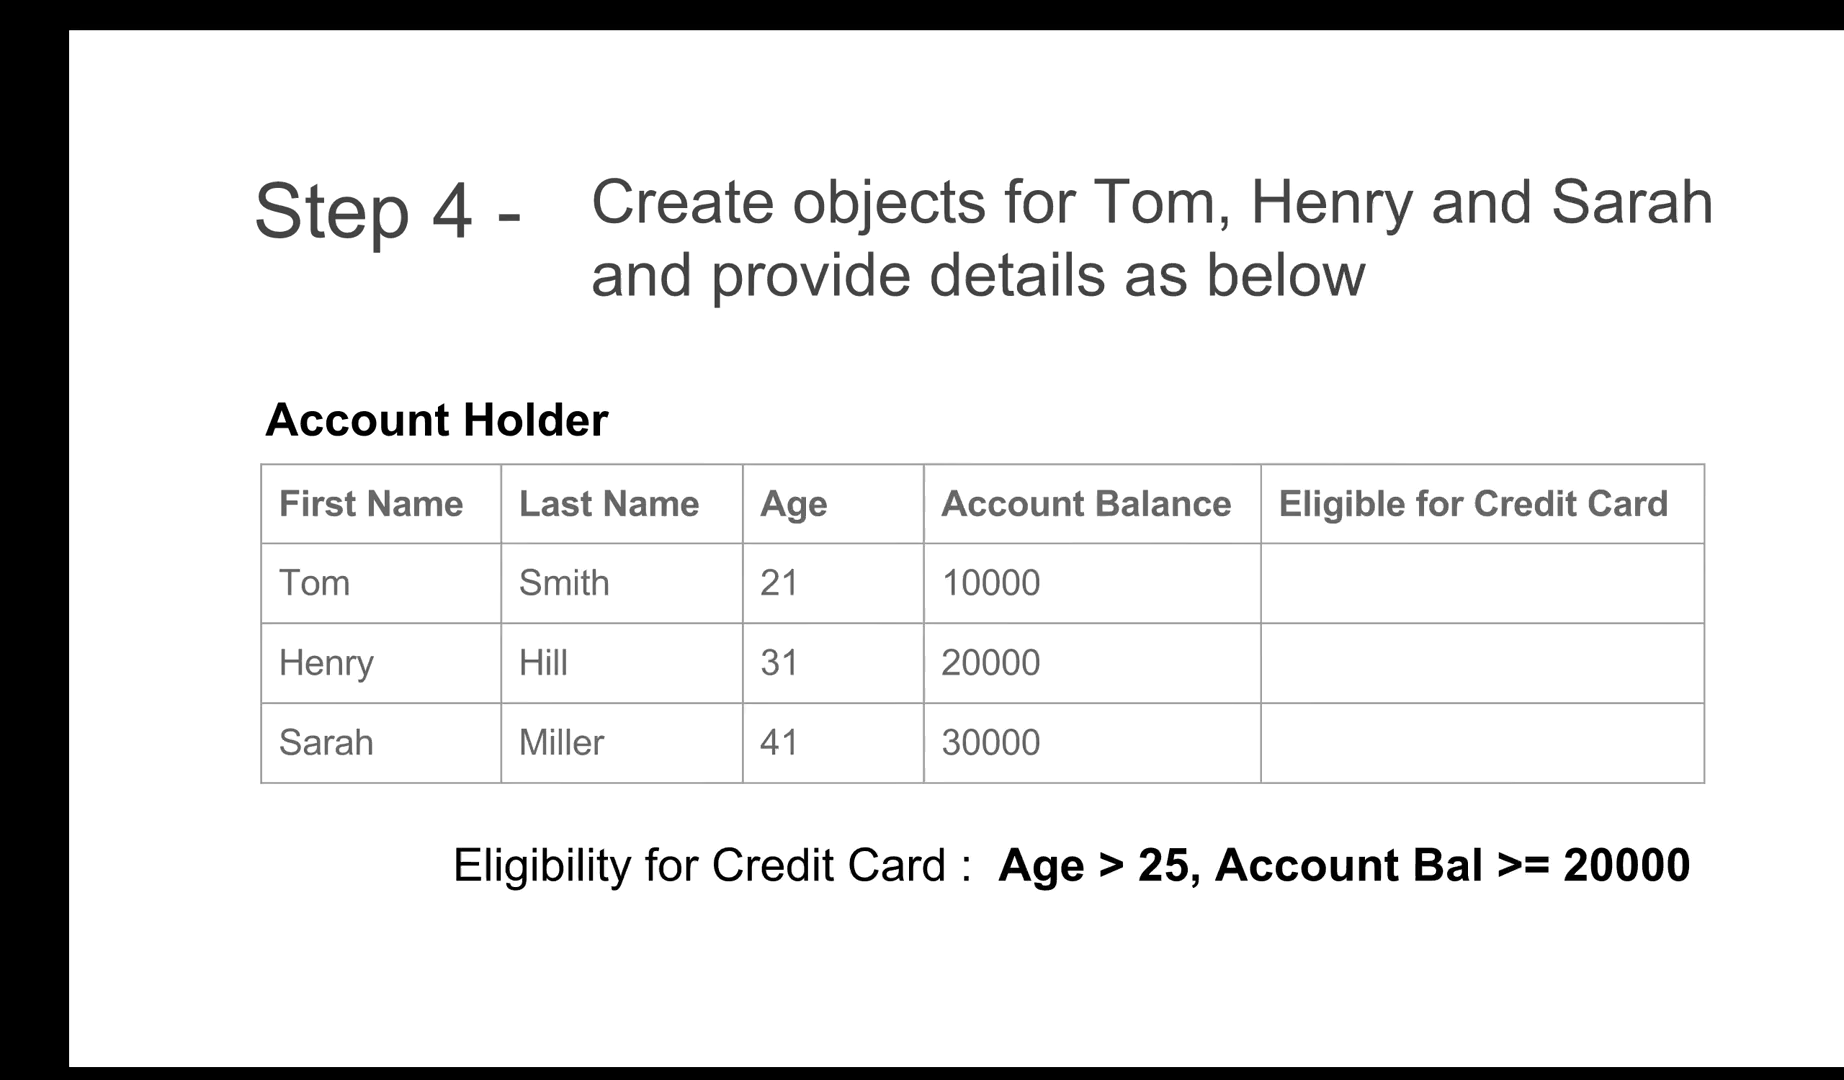 Step 4 - Create objects for Tom, Henry and Sarah
and provide details as below
Account Holder
First Name Last Name Age Account Balance Eligible for Credit Card
Tom Smith 21 10000
Henry Hill 31 20000
Sarah Miller 41 30000
Eligibility for Credit Card : Age > 25, Account Bal >= 20000